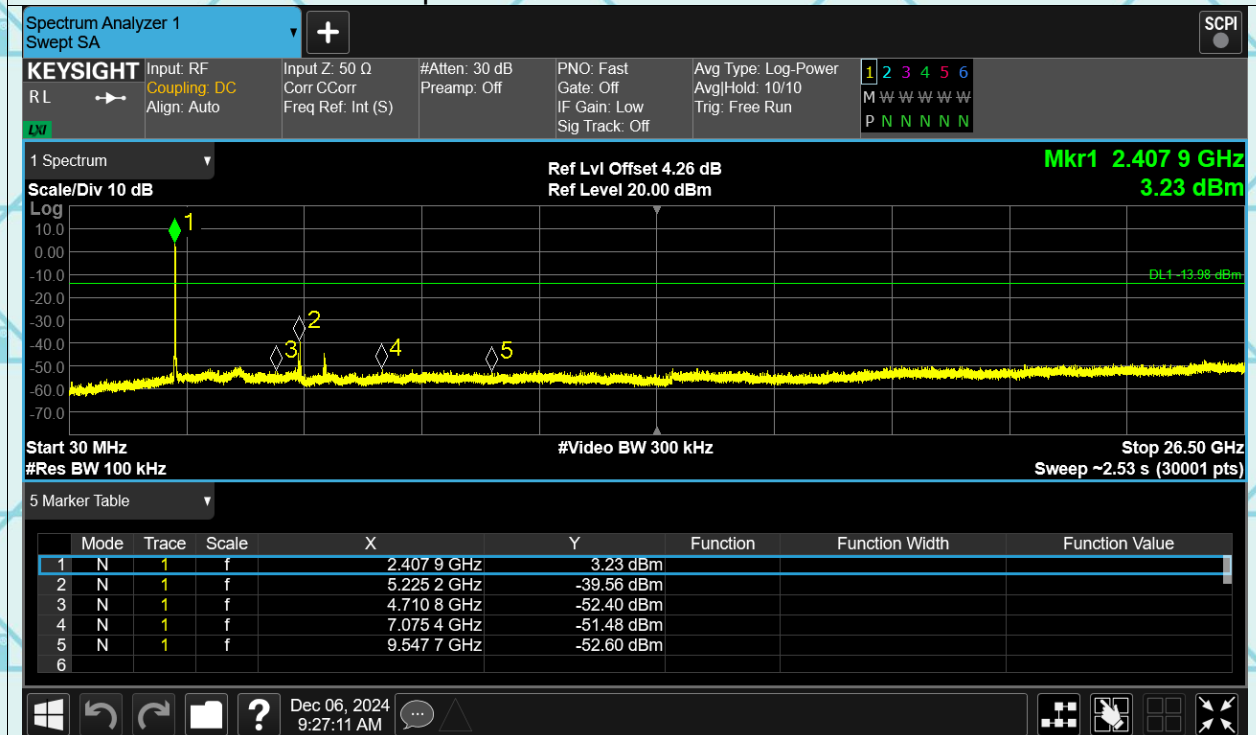 Spectrum Analyzer 1
Swept SA
+
SCPI
KEYSIGHT
RL
LXI
Input: RF
Coupling: DC
Align: Auto
Input Z: 50 Ω
Corr CCorr
Freq Ref: Int (S)
#Atten: 30 dB
Preamp: Off
PNO: Fast
Gate: Off
IF Gain: Low
Sig Track: Off
Avg Type: Log-Power
Avg|Hold: 10/10
Trig: Free Run
1 2 3 4 5 6
M W W W W W
P N N N N N
1 Spectrum
Scale/Div 10 dB
Ref Lvl Offset 4.26 dB
Ref Level 20.00 dBm
Mkr1 2.407 9 GHz
3.23 dBm
Log
10.0
0.00
-10.0
-20.0
-30.0
-40.0
-50.0
-60.0
-70.0
1
2
3
4
5
DL1 -13.98 dBm
Start 30 MHz
#Res BW 100 kHz
#Video BW 300 kHz
Stop 26.50 GHz
Sweep ~2.53 s (30001 pts)
5 Marker Table
Mode Trace Scale X Y Function Function Width Function Value
1 N 1 f 2.407 9 GHz 3.23 dBm
2 N 1 f 5.225 2 GHz -39.56 dBm
3 N 1 f 4.710 8 GHz -52.40 dBm
4 N 1 f 7.075 4 GHz -51.48 dBm
5 N 1 f 9.547 7 GHz -52.60 dBm
6
?
Dec 06, 2024
9:27:11 AM